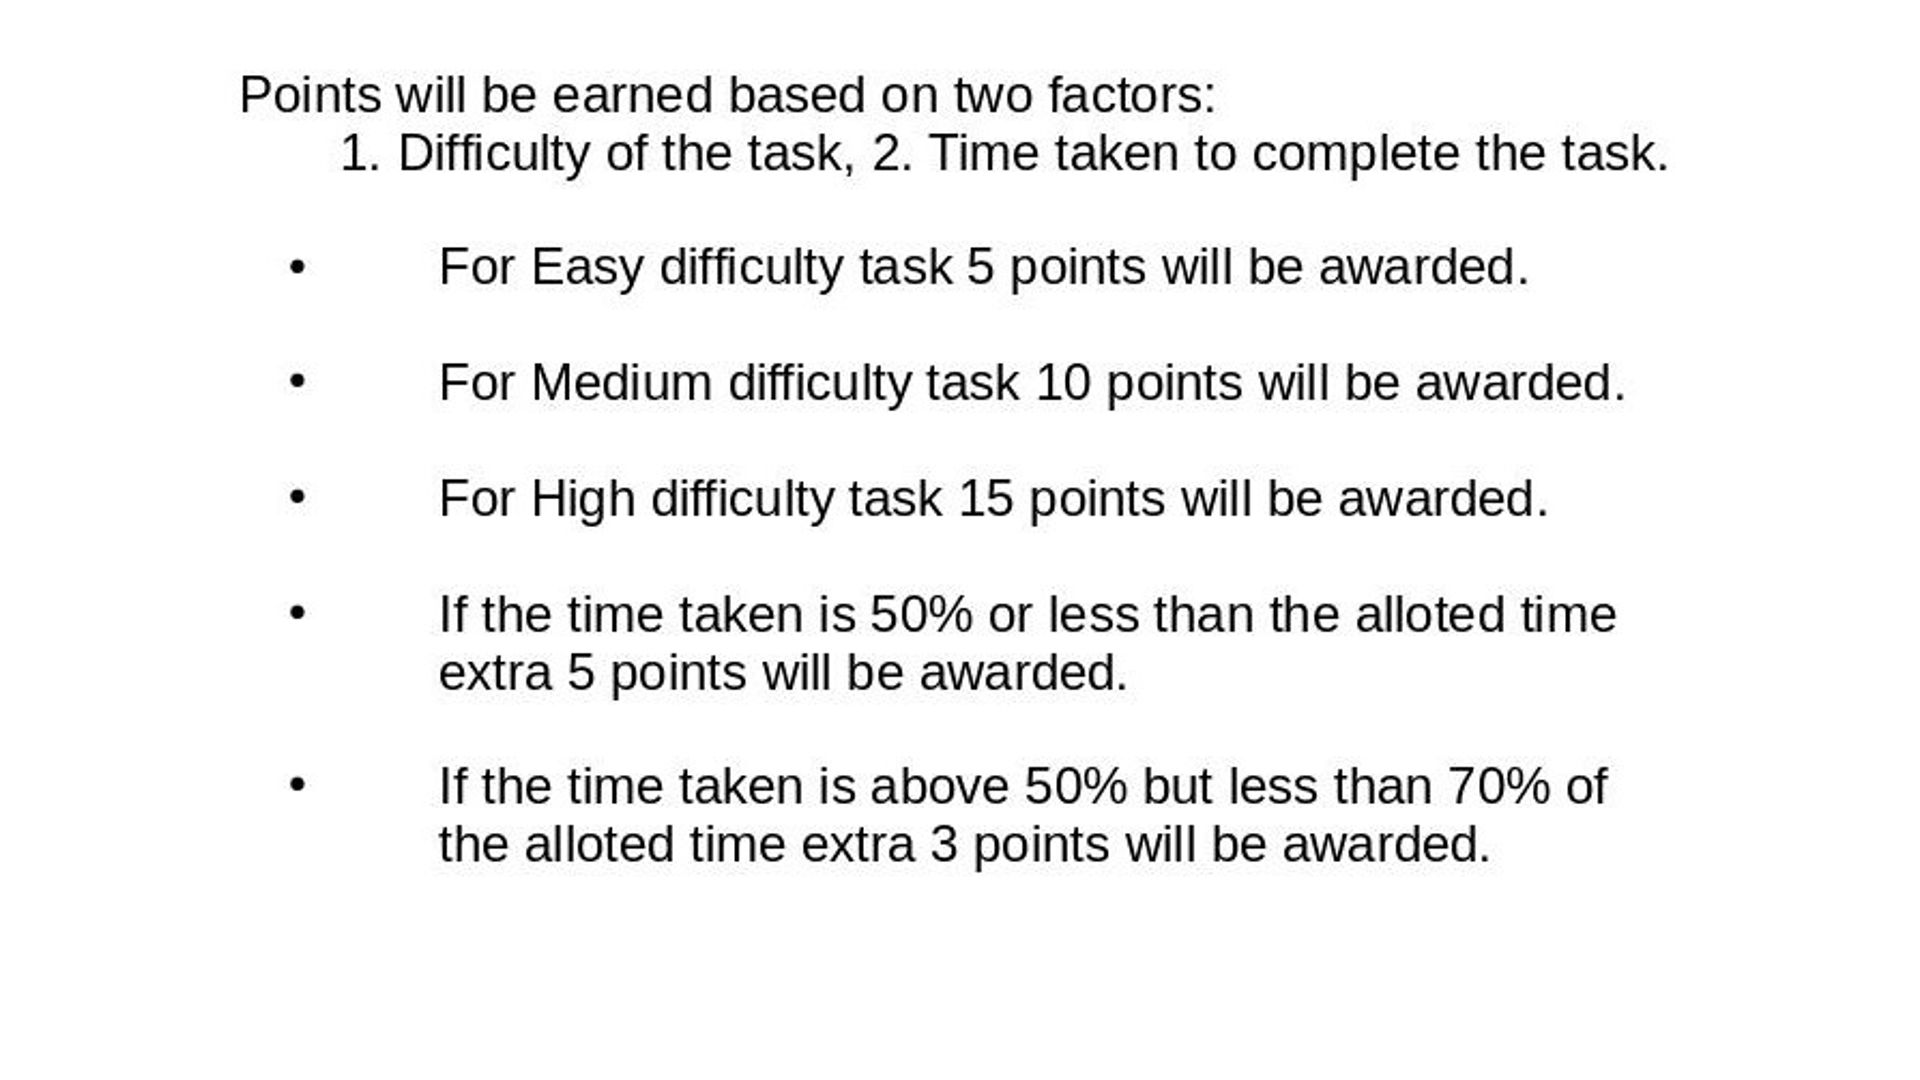 Points will be earned based on two factors:
1. Difficulty of the task, 2. Time taken to complete the task.
• For Easy difficulty task 5 points will be awarded.
• For Medium difficulty task 10 points will be awarded.
• For High difficulty task 15 points will be awarded.
• If the time taken is 50% or less than the alloted time
extra 5 points will be awarded.
• If the time taken is above 50% but less than 70% of
the alloted time extra 3 points will be awarded.